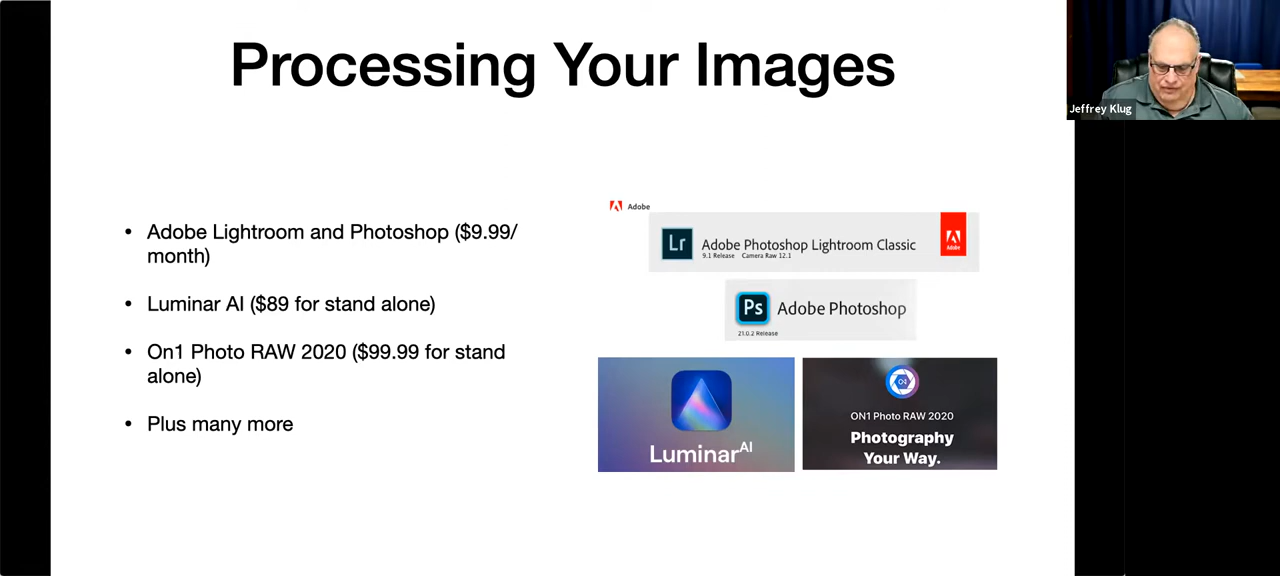 Processing Your Images
Jeffrey Klug
• Adobe Lightroom and Photoshop ($9.99/
month)
• Luminar AI ($89 for stand alone)
• On1 Photo RAW 2020 ($99.99 for stand
alone)
• Plus many more
Adobe
Lr Adobe Photoshop Lightroom Classic
9.1 Release Camera Raw 12.1
Adobe
Ps Adobe Photoshop
21.0.2 Release
LuminarAI
ON1
ON1 Photo RAW 2020
Photography
Your Way.